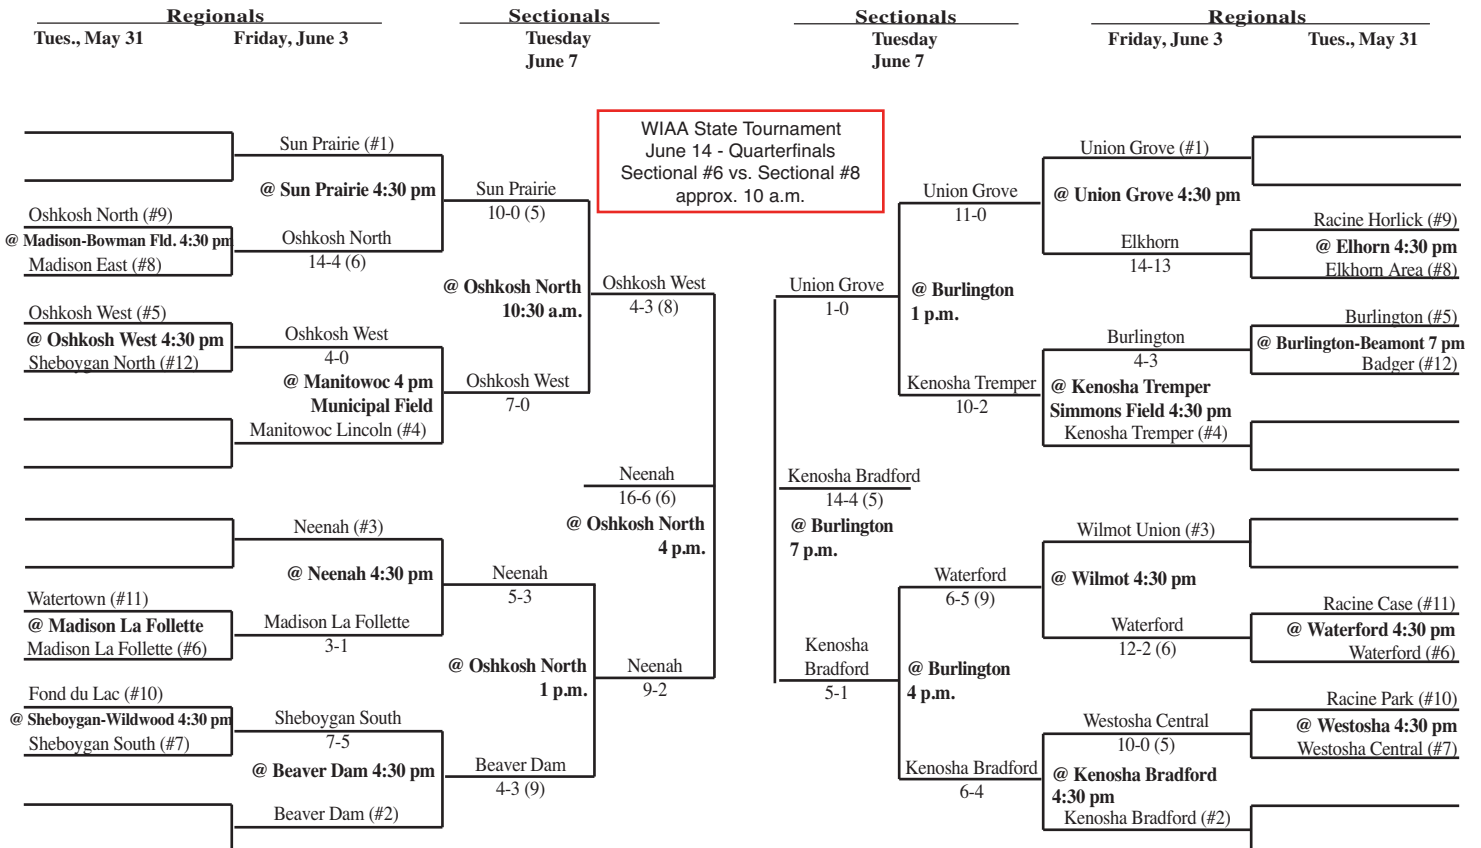 Regionals
Tues., May 31
Friday, June 3
Sectionals
Tuesday
June 7
Sectionals
Tuesday
June 7
Regionals
Friday, June 3
Tues., May 31
WIAA State Tournament
June 14 - Quarterfinals
Sectional #6 vs. Sectional #8
approx. 10 a.m.
Oshkosh North (#9)
@ Madison-Bowman Fld. 4:30 pm
Madison East (#8)
Oshkosh West (#5)
@ Oshkosh West 4:30 pm
Sheboygan North (#12)
Watertown (#11)
@ Madison La Follette
Madison La Follette (#6)
Fond du Lac (#10)
@ Sheboygan-Wildwood 4:30 pm
Sheboygan South (#7)
Sun Prairie (#1)
@ Sun Prairie 4:30 pm
Oshkosh North
14-4 (6)
Oshkosh West
4-0
@ Manitowoc 4 pm
Municipal Field
Manitowoc Lincoln (#4)
Neenah (#3)
@ Neenah 4:30 pm
Madison La Follette
3-1
Sheboygan South
7-5
@ Beaver Dam 4:30 pm
Beaver Dam (#2)
Sun Prairie
10-0 (5)
@ Oshkosh North
10:30 a.m.
Oshkosh West
7-0
Neenah
5-3
@ Oshkosh North
1 p.m.
Beaver Dam
4-3 (9)
Oshkosh West
4-3 (8)
Neenah
16-6 (6)
@ Oshkosh North
4 p.m.
Neenah
9-2
Union Grove
1-0
Kenosha Bradford
14-4 (5)
@ Burlington
7 p.m.
Kenosha
Bradford
5-1
Union Grove
11-0
@ Burlington
1 p.m.
Kenosha Tremper
10-2
Waterford
6-5 (9)
@ Burlington
4 p.m.
Kenosha Bradford
6-4
Union Grove (#1)
@ Union Grove 4:30 pm
Elkhorn
14-13
Burlington
4-3
@ Kenosha Tremper
Simmons Field 4:30 pm
Kenosha Tremper (#4)
Wilmot Union (#3)
@ Wilmot 4:30 pm
Waterford
12-2 (6)
Westosha Central
10-0 (5)
@ Kenosha Bradford
4:30 pm
Kenosha Bradford (#2)
Racine Horlick (#9)
@ Elhorn 4:30 pm
Elkhorn Area (#8)
Burlington (#5)
@ Burlington-Beamont 7 pm
Badger (#12)
Racine Case (#11)
@ Waterford 4:30 pm
Waterford (#6)
Racine Park (#10)
@ Westosha 4:30 pm
Westosha Central (#7)